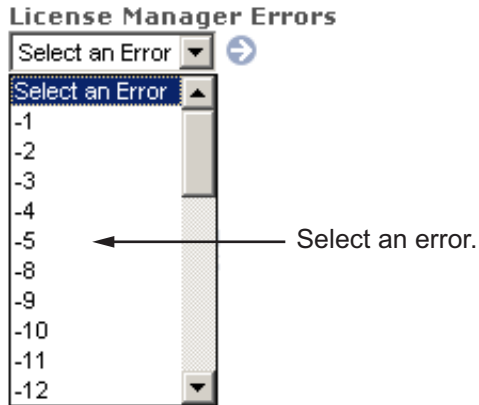 License Manager Errors
Select an Error
Select an Error
-1
-2
-3
-4
-5
Select an error.
-8
-9
-10
-11
-12